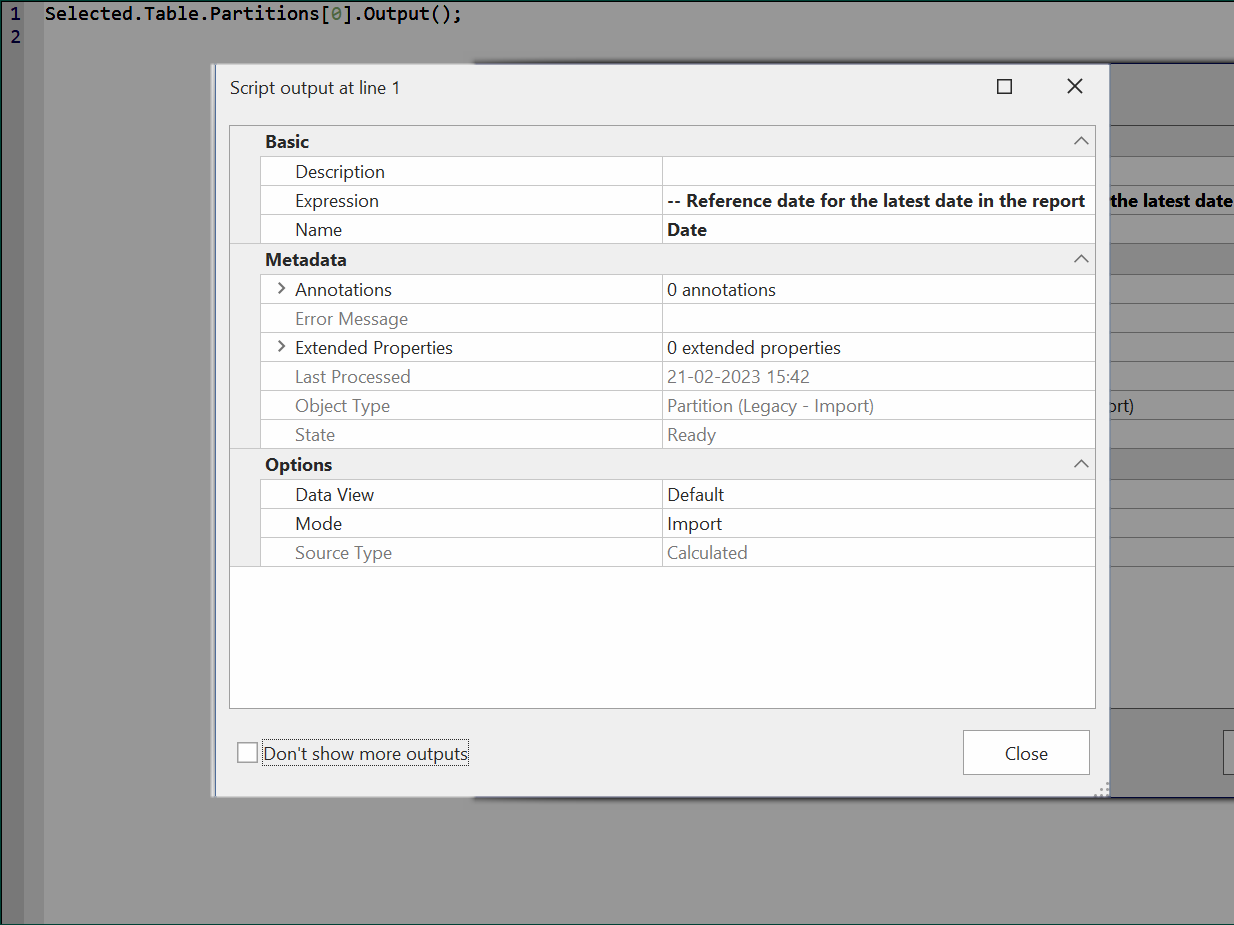 1 Selected.Table.Partitions[0].Output();
2
Script output at line 1
Basic
Description
Expression -- Reference date for the latest date in the report the latest date
Name Date
Metadata
Annotations 0 annotations
Error Message
Extended Properties 0 extended properties
Last Processed 21-02-2023 15:42
Object Type Partition (Legacy - Import) ort)
State Ready
Options
Data View Default
Mode Import
Source Type Calculated
Don't show more outputs Close